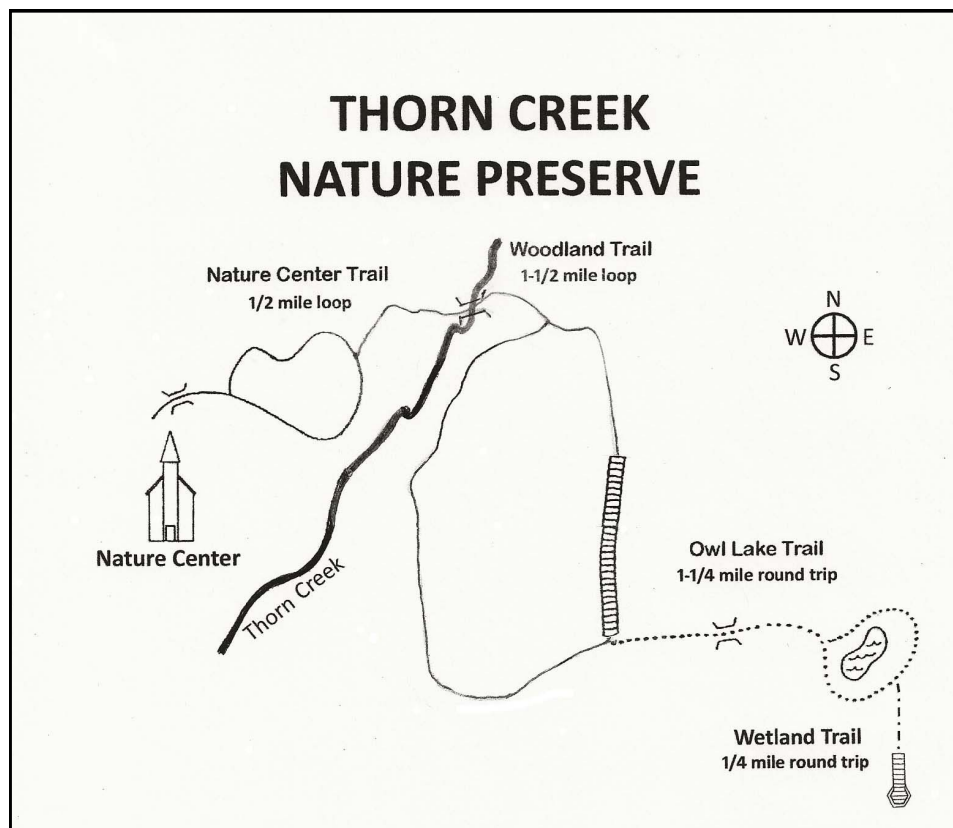 THORN CREEK
NATURE PRESERVE
Nature Center Trail
1/2 mile loop
Woodland Trail
1-1/2 mile loop
N
W
E
S
Nature Center
Thorn Creek
Owl Lake Trail
1-1/4 mile round trip
Wetland Trail
1/4 mile round trip